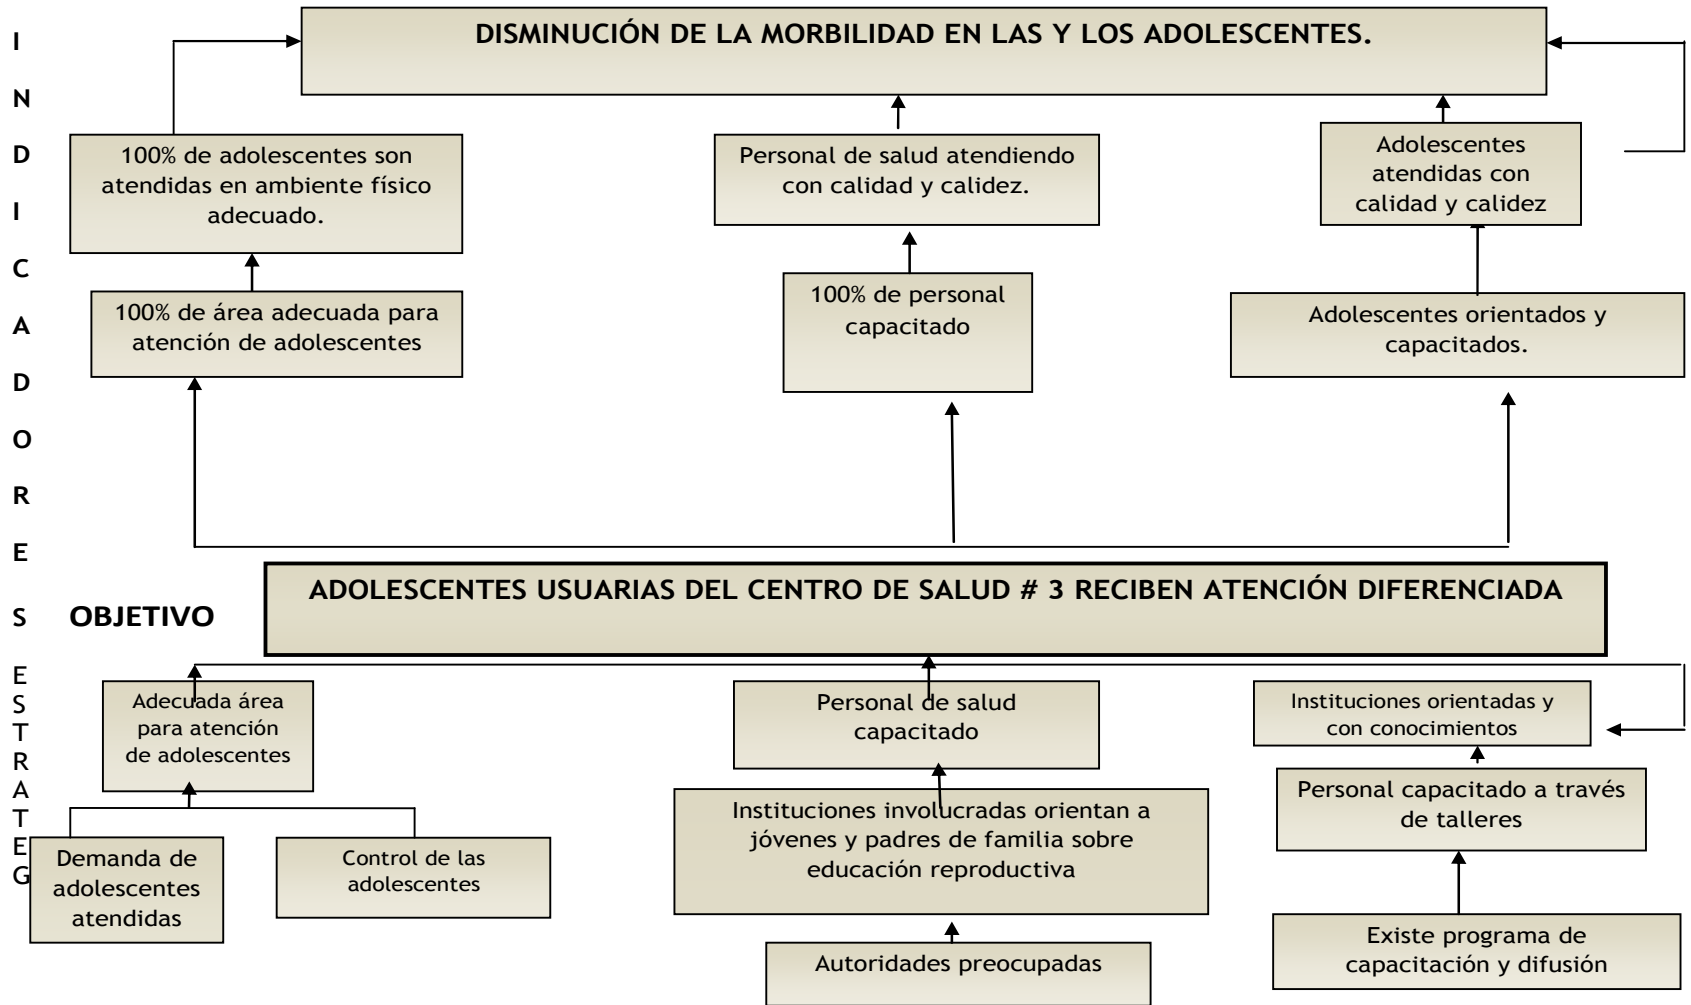 I
N
D
I
C
A
D
O
R
E
S
DISMINUCIÓN DE LA MORBILIDAD EN LAS Y LOS ADOLESCENTES.
100% de adolescentes son
atendidas en ambiente físico
adecuado.
Personal de salud atendiendo
con calidad y calidez.
Adolescentes
atendidas con
calidad y calidez
100% de área adecuada para
atención de adolescentes
100% de personal
capacitado
Adolescentes orientados y
capacitados.
OBJETIVO
ADOLESCENTES USUARIAS DEL CENTRO DE SALUD # 3 RECIBEN ATENCIÓN DIFERENCIADA
E
S
T
R
A
T
E
G
Adecuada área
para atención
de adolescentes
Personal de salud
capacitado
Instituciones orientadas y
con conocimientos
Demanda de
adolescentes
atendidas
Control de las
adolescentes
Instituciones involucradas orientan a
jóvenes y padres de familia sobre
educación reproductiva
Personal capacitado a través
de talleres
Autoridades preocupadas
Existe programa de
capacitación y difusión